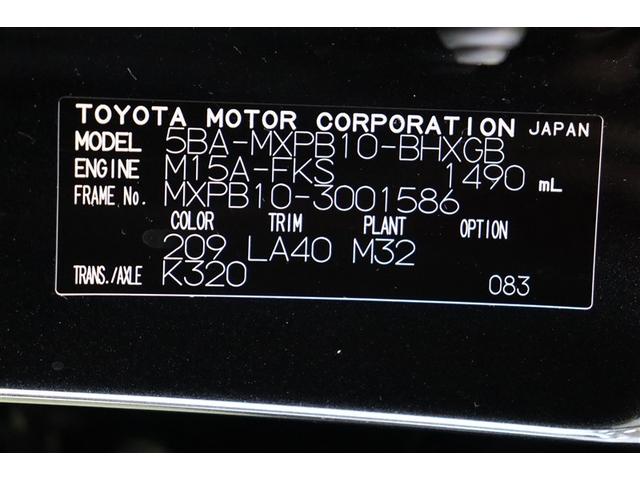 TOYOTA MOTOR CORPORATION JAPAN
MODEL 5BA-MXPB10-BHXGB
ENGINE M15A-FKS 1490 mL
FRAME No. MXPB10-3001586
COLOR TRIM PLANT OPTION
209 LA40 M32
TRANS./AXLE K320 083